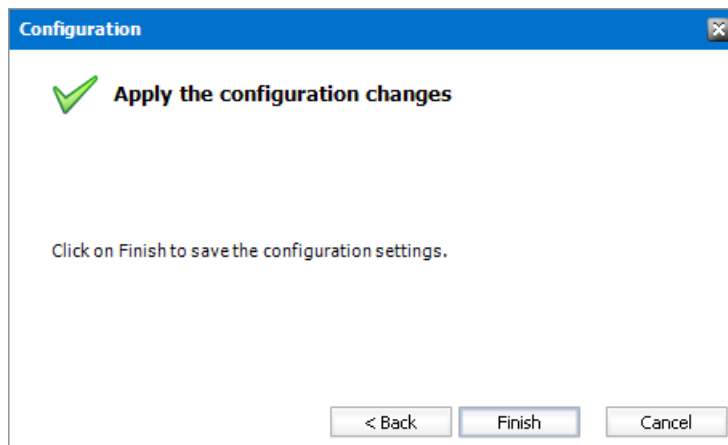 Configuration
Apply the configuration changes
Click on Finish to save the configuration settings.
< Back Finish Cancel